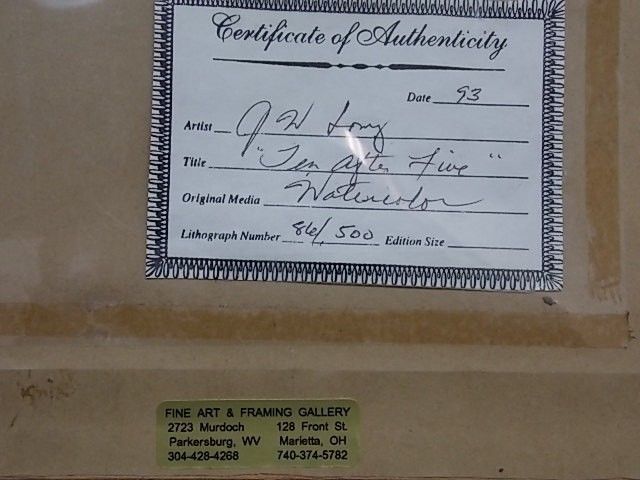 Certificate of Authenticity
Date 93
Artist J W Long
Title "Ten after Five"
Original Media Watercolor
Lithograph Number 86/500 Edition Size
FINE ART & FRAMING GALLERY
2723 Murdoch 128 Front St.
Parkersburg, WV Marietta, OH
304-428-4268 740-374-5782